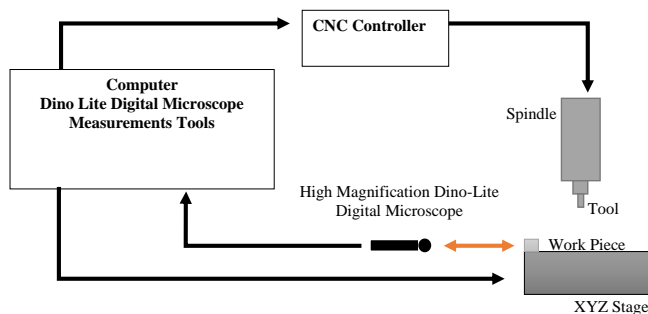 CNC Controller
Computer
Dino Lite Digital Microscope
Measurements Tools
Spindle
High Magnification Dino-Lite
Digital Microscope
Tool
Work Piece
XYZ Stage